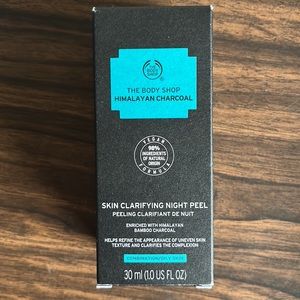 THE BODY SHOP
®
THE BODY SHOP
HIMALAYAN CHARCOAL
VEGAN
90%
INGREDIENTS
OF NATURAL
ORIGIN
FORMULA
SKIN CLARIFYING NIGHT PEEL
PEELING CLARIFIANT DE NUIT
ENRICHED WITH HIMALAYAN
BAMBOO CHARCOAL
HELPS REFINE THE APPEARANCE OF UNEVEN SKIN
TEXTURE AND CLARIFIES THE COMPLEXION
COMBINATION/OILY SKIN
30 ml (1.0 US FL OZ)